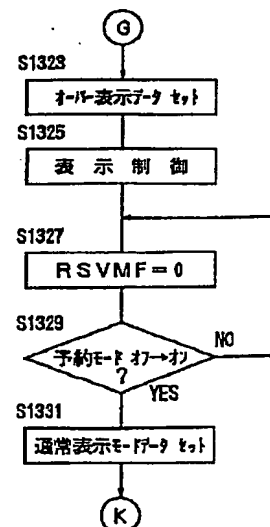 G
S1323
オーバー表示データ セット
S1325
表示制御
S1327
RSVMF=0
S1329
予約モード オフ→オン
?
NO
YES
S1331
通常表示モードデータ セット
K